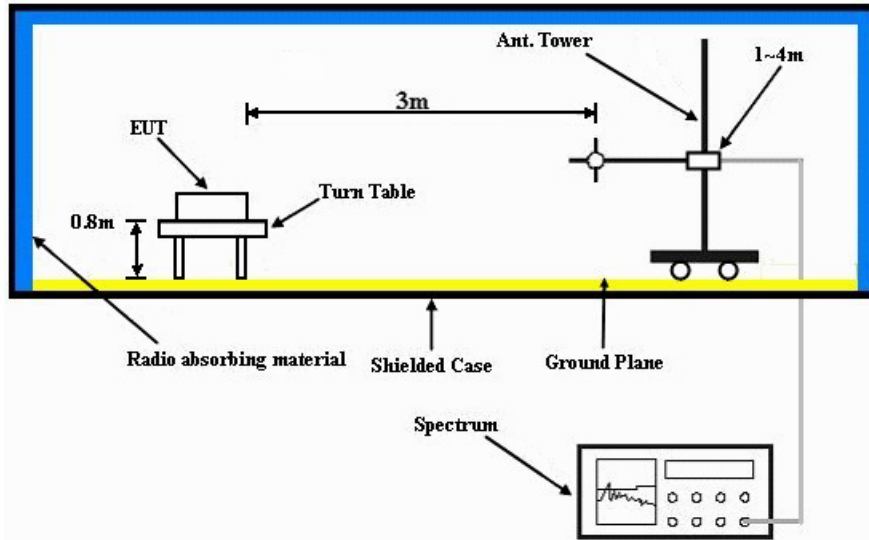 Ant. Tower
1~4m
3m
EUT
Turn Table
0.8m
Radio absorbing material
Shielded Case
Ground Plane
Spectrum